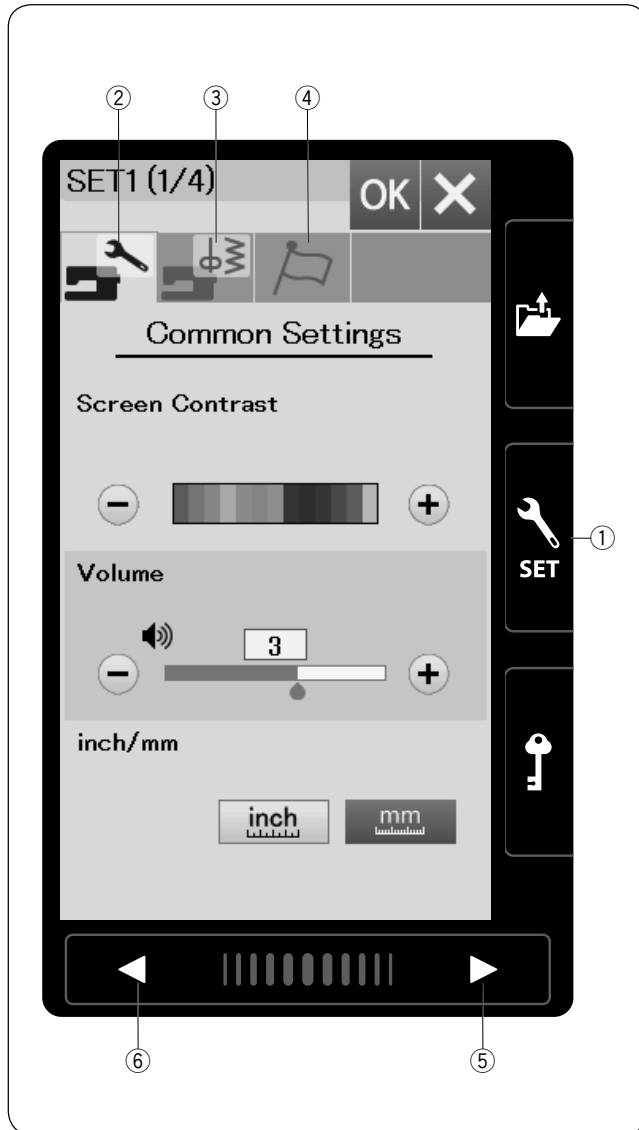 ② ③ ④
SET1 (1/4) OK
Common Settings
Screen Contrast
SET ①
Volume
3
inch/mm
inch mm
⑥ ⑤